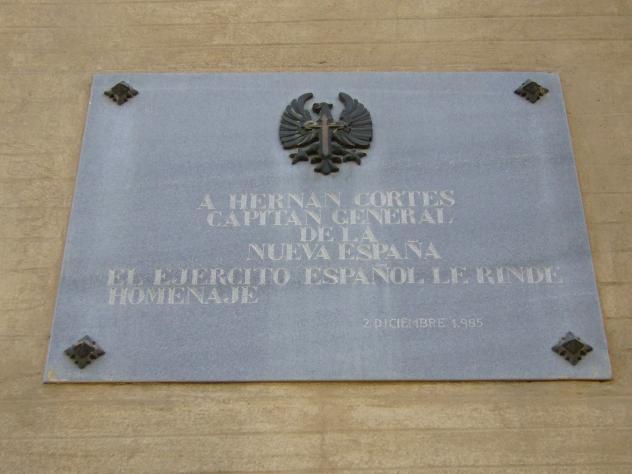 A HERNAN CORTES
CAPITAN GENERAL
DE LA
NUEVA ESPAÑA
EL EJERCITO ESPAÑOL LE RINDE
HOMENAJE
2 DICIEMBRE 1.985